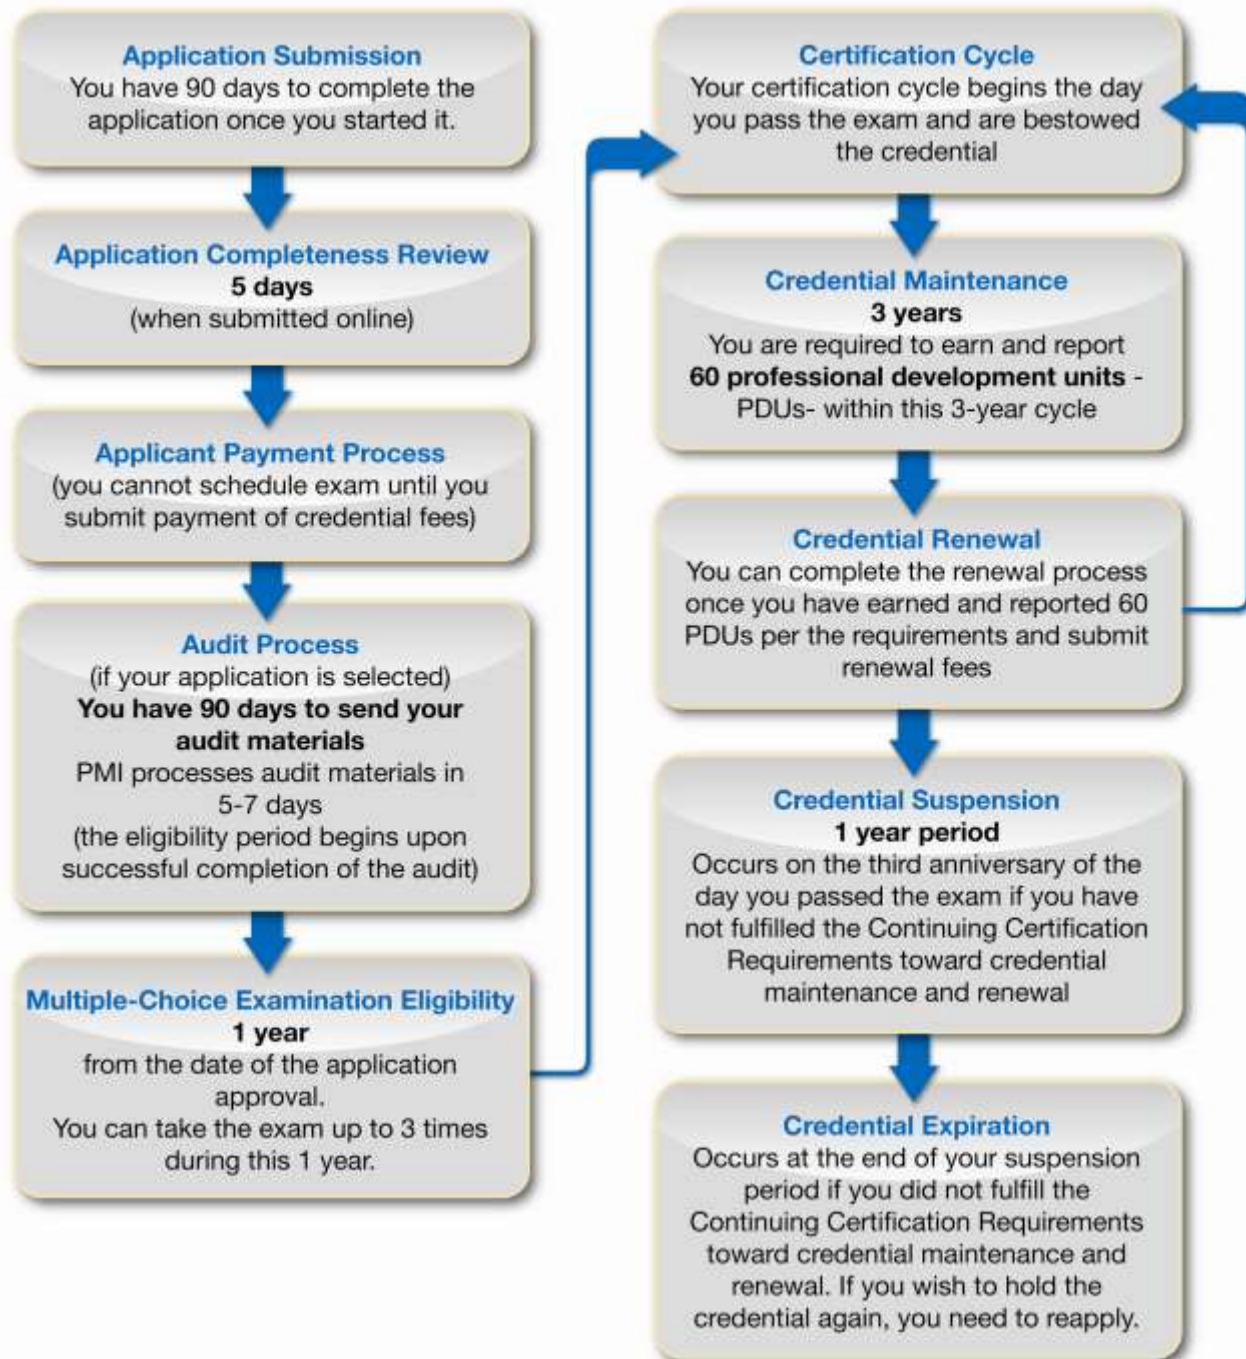 Application Submission
You have 90 days to complete the
application once you started it.
Application Completeness Review
5 days
(when submitted online)
Applicant Payment Process
(you cannot schedule exam until you
submit payment of credential fees)
Audit Process
(if your application is selected)
You have 90 days to send your
audit materials
PMI processes audit materials in
5-7 days
(the eligibility period begins upon
successful completion of the audit)
Multiple-Choice Examination Eligibility
1 year
from the date of the application
approval.
You can take the exam up to 3 times
during this 1 year.
Certification Cycle
Your certification cycle begins the day
you pass the exam and are bestowed
the credential
Credential Maintenance
3 years
You are required to earn and report
60 professional development units -
PDUs- within this 3-year cycle
Credential Renewal
You can complete the renewal process
once you have earned and reported 60
PDUs per the requirements and submit
renewal fees
Credential Suspension
1 year period
Occurs on the third anniversary of the
day you passed the exam if you have
not fulfilled the Continuing Certification
Requirements toward credential
maintenance and renewal
Credential Expiration
Occurs at the end of your suspension
period if you did not fulfill the
Continuing Certification Requirements
toward credential maintenance and
renewal. If you wish to hold the
credential again, you need to reapply.